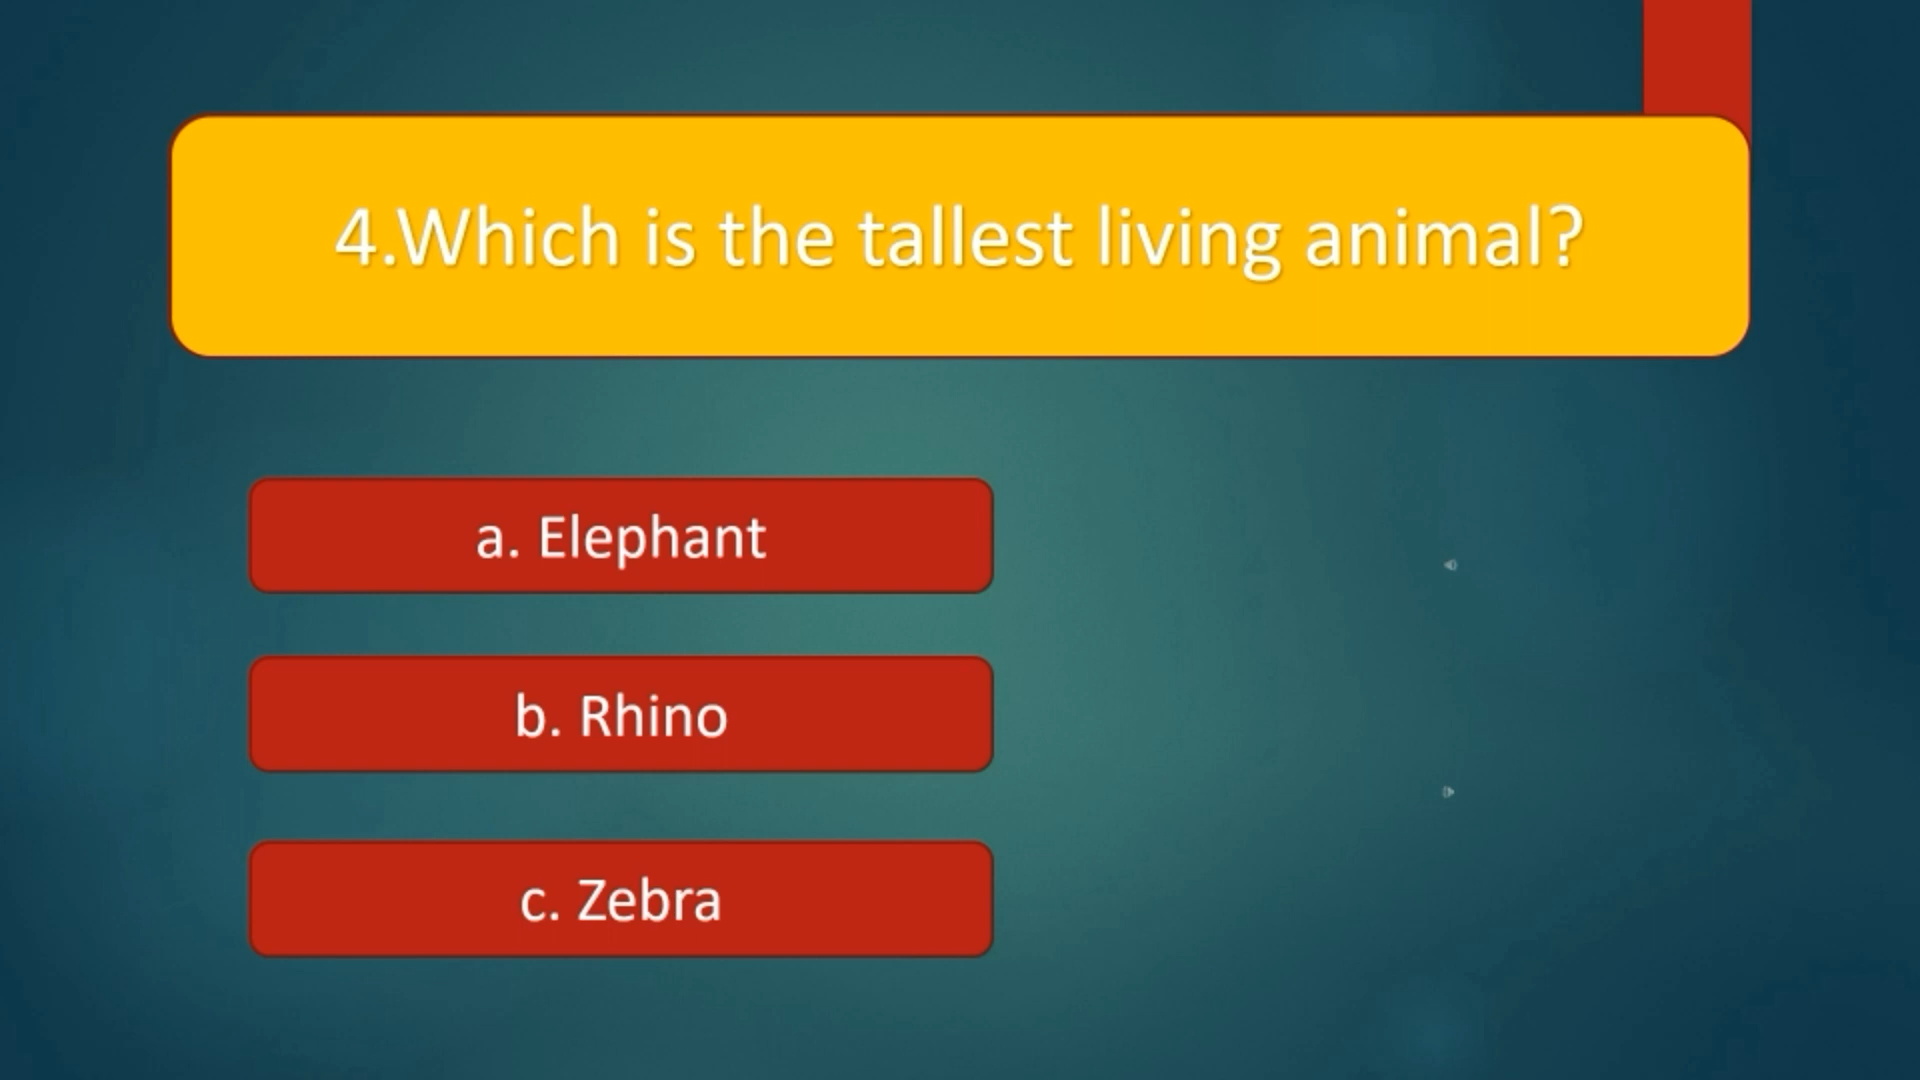 4.Which is the tallest living animal?
a. Elephant
b. Rhino
c. Zebra